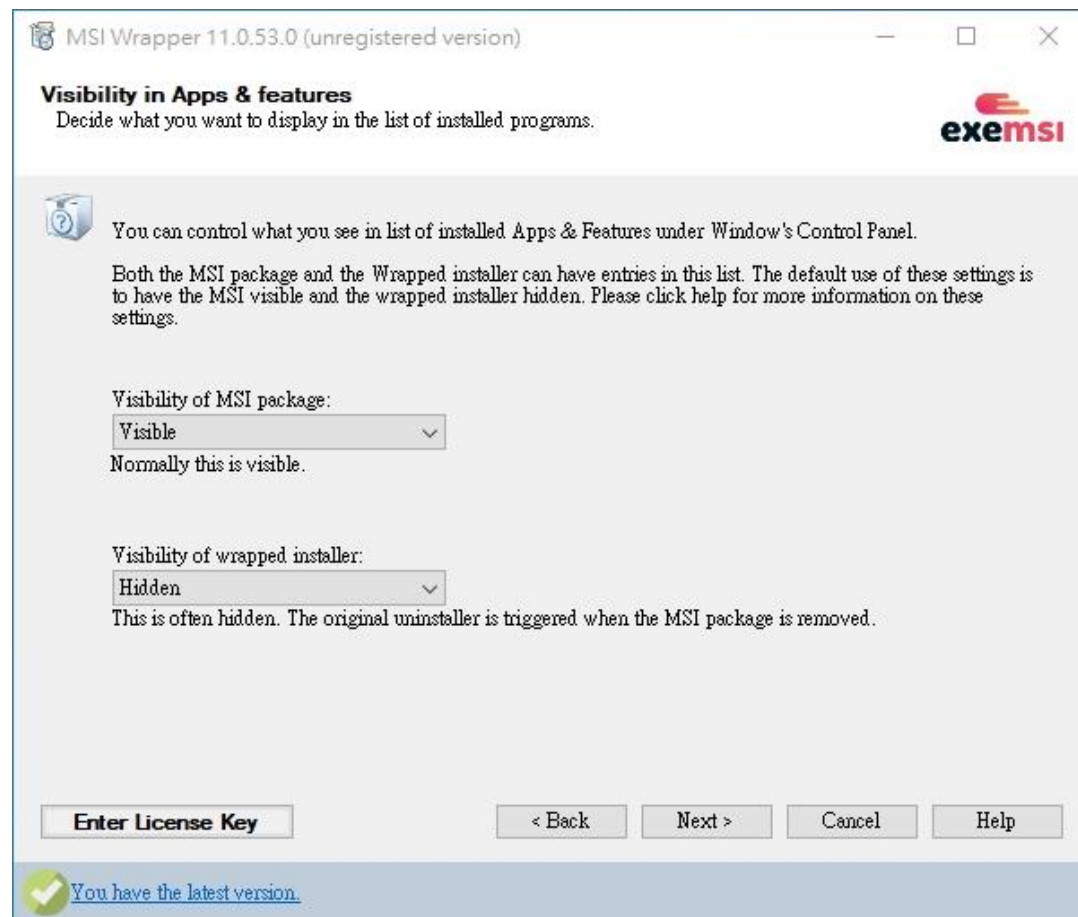 MSI Wrapper 11.0.53.0 (unregistered version)
Visibility in Apps & features
Decide what you want to display in the list of installed programs.
exemsi
You can control what you see in list of installed Apps & Features under Window's Control Panel.
Both the MSI package and the Wrapped installer can have entries in this list. The default use of these settings is
to have the MSI visible and the wrapped installer hidden. Please click help for more information on these
settings.
Visibility of MSI package:
Visible
Normally this is visible.
Visibility of wrapped installer:
Hidden
This is often hidden. The original uninstaller is triggered when the MSI package is removed.
Enter License Key
< Back
Next >
Cancel
Help
You have the latest version.